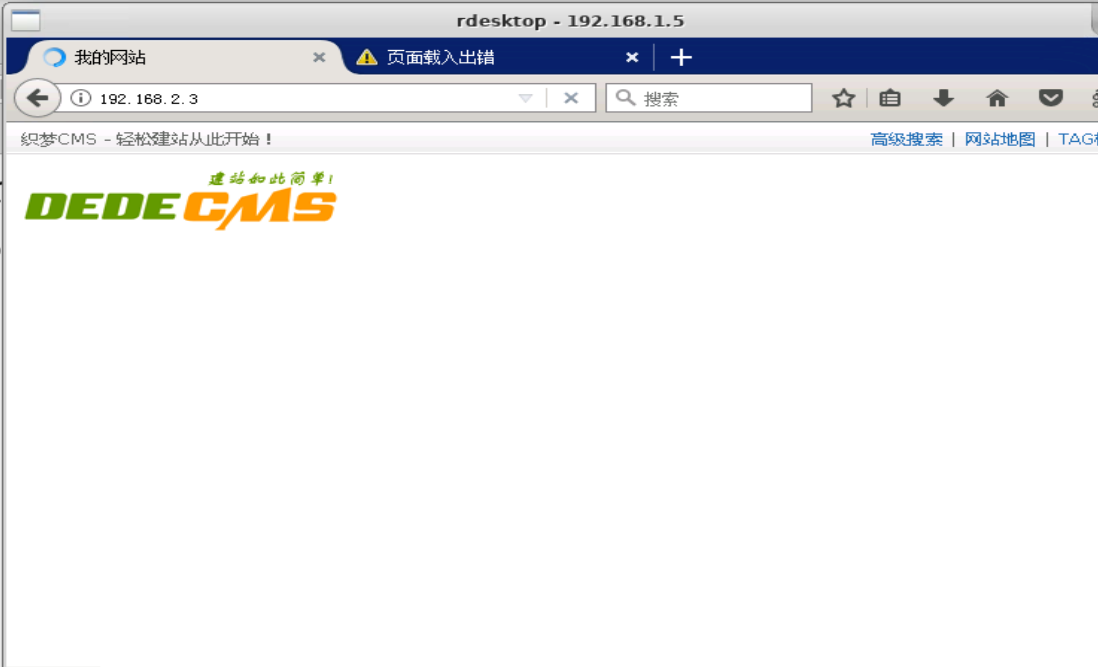 rdesktop - 192.168.1.5
我的网站 页面载入出错
192.168.2.3 搜索
织梦CMS - 轻松建站从此开始！ 高级搜索 | 网站地图 | TAG
建站如此简单!
DEDECMS